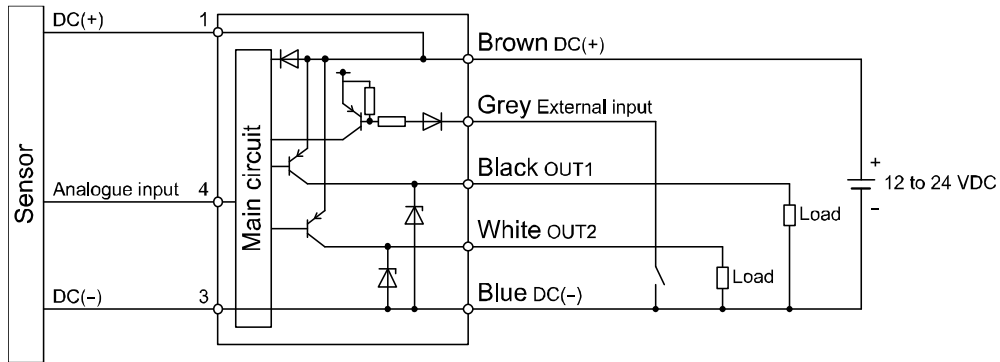 Sensor
DC(+)
1
Analogue input
4
DC(−)
3
Main circuit
Brown DC(+)
Grey External input
Black OUT1
White OUT2
Blue DC(−)
Load
Load
+
12 to 24 VDC
−